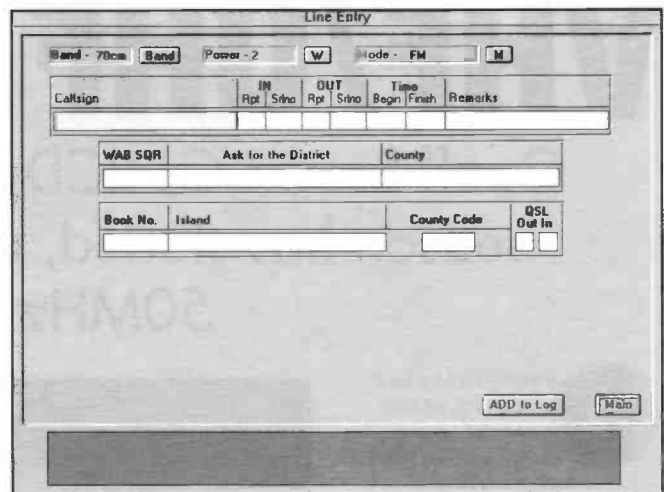 Line Entry
Band - 70cm Band Power - 2 W Mode - FM M
IN OUT Time
Callsign Rpt Srlno Rpt Srlno Begin Finish Remarks
WAB SQR Ask for the District County
QSL
Book No. Island County Code Out In
ADD to Log Main